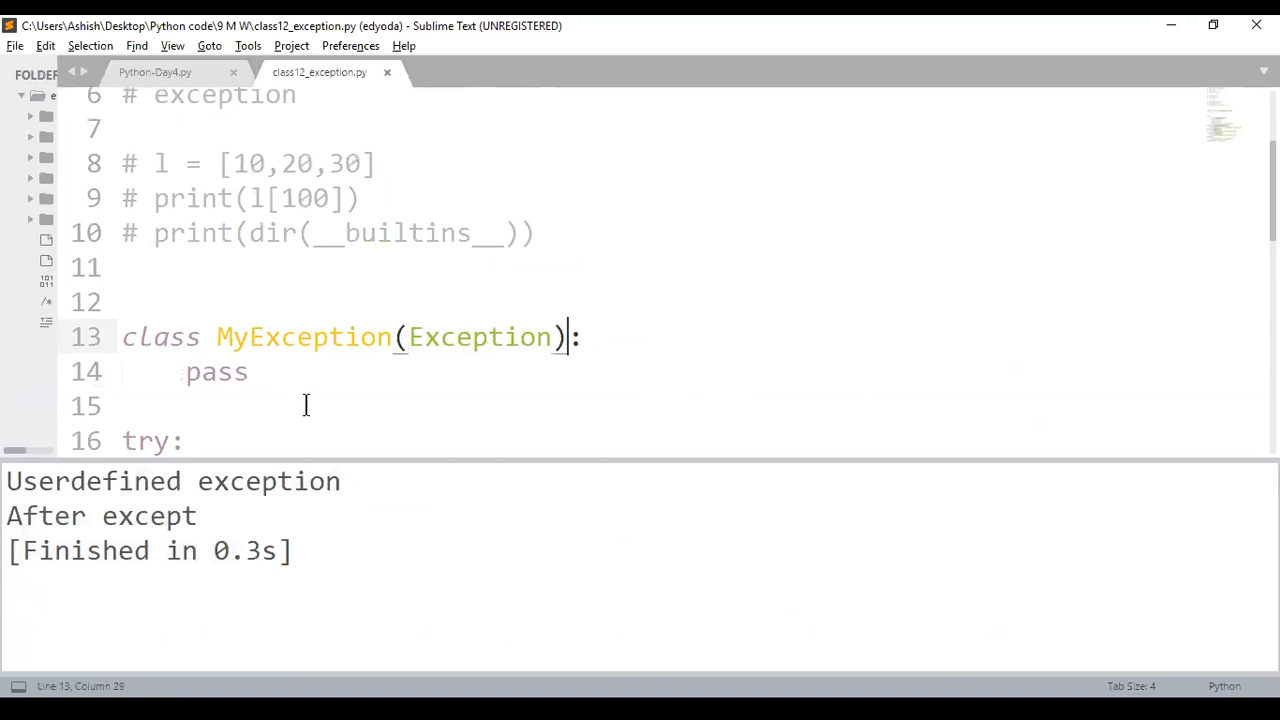 C:\Users\Ashish\Desktop\Python code\9 M W\class12_exception.py (edyoda) - Sublime Text (UNREGISTERED)
File Edit Selection Find View Goto Tools Project Preferences Help
FOLDER
Python-Day4.py
class12_exception.py
6 # exception
7
8 # l = [10,20,30]
9 # print(l[100])
10 # print(dir(__builtins__))
11
12
13 class MyException(Exception):
14 pass
15
16 try:
Userdefined exception
After except
[Finished in 0.3s]
Line 13, Column 29 Tab Size: 4 Python